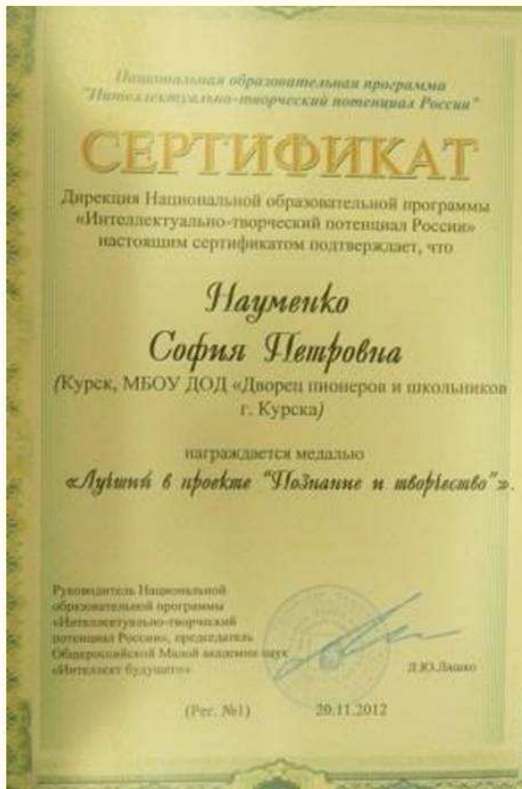 Национальная образовательная программа
"Интеллектуально-творческий потенциал России"
СЕРТИФИКАТ
Дирекция Национальной образовательной программы
«Интеллектуально-творческий потенциал России»
настоящим сертификатом подтверждает, что
Науменко
София Петровна
(Курск, МБОУ ДОД «Дворец пионеров и школьников
г. Курска)
награждается медалью
«Лучший в проекте "Познание и творчество"».
Руководитель Национальной
образовательной программы
«Интеллектуально-творческий
потенциал России», председатель
Общероссийской Малой академии наук
«Интеллект будущего»
Л.Ю.Ляшко
(Рег. №1) 20.11.2012